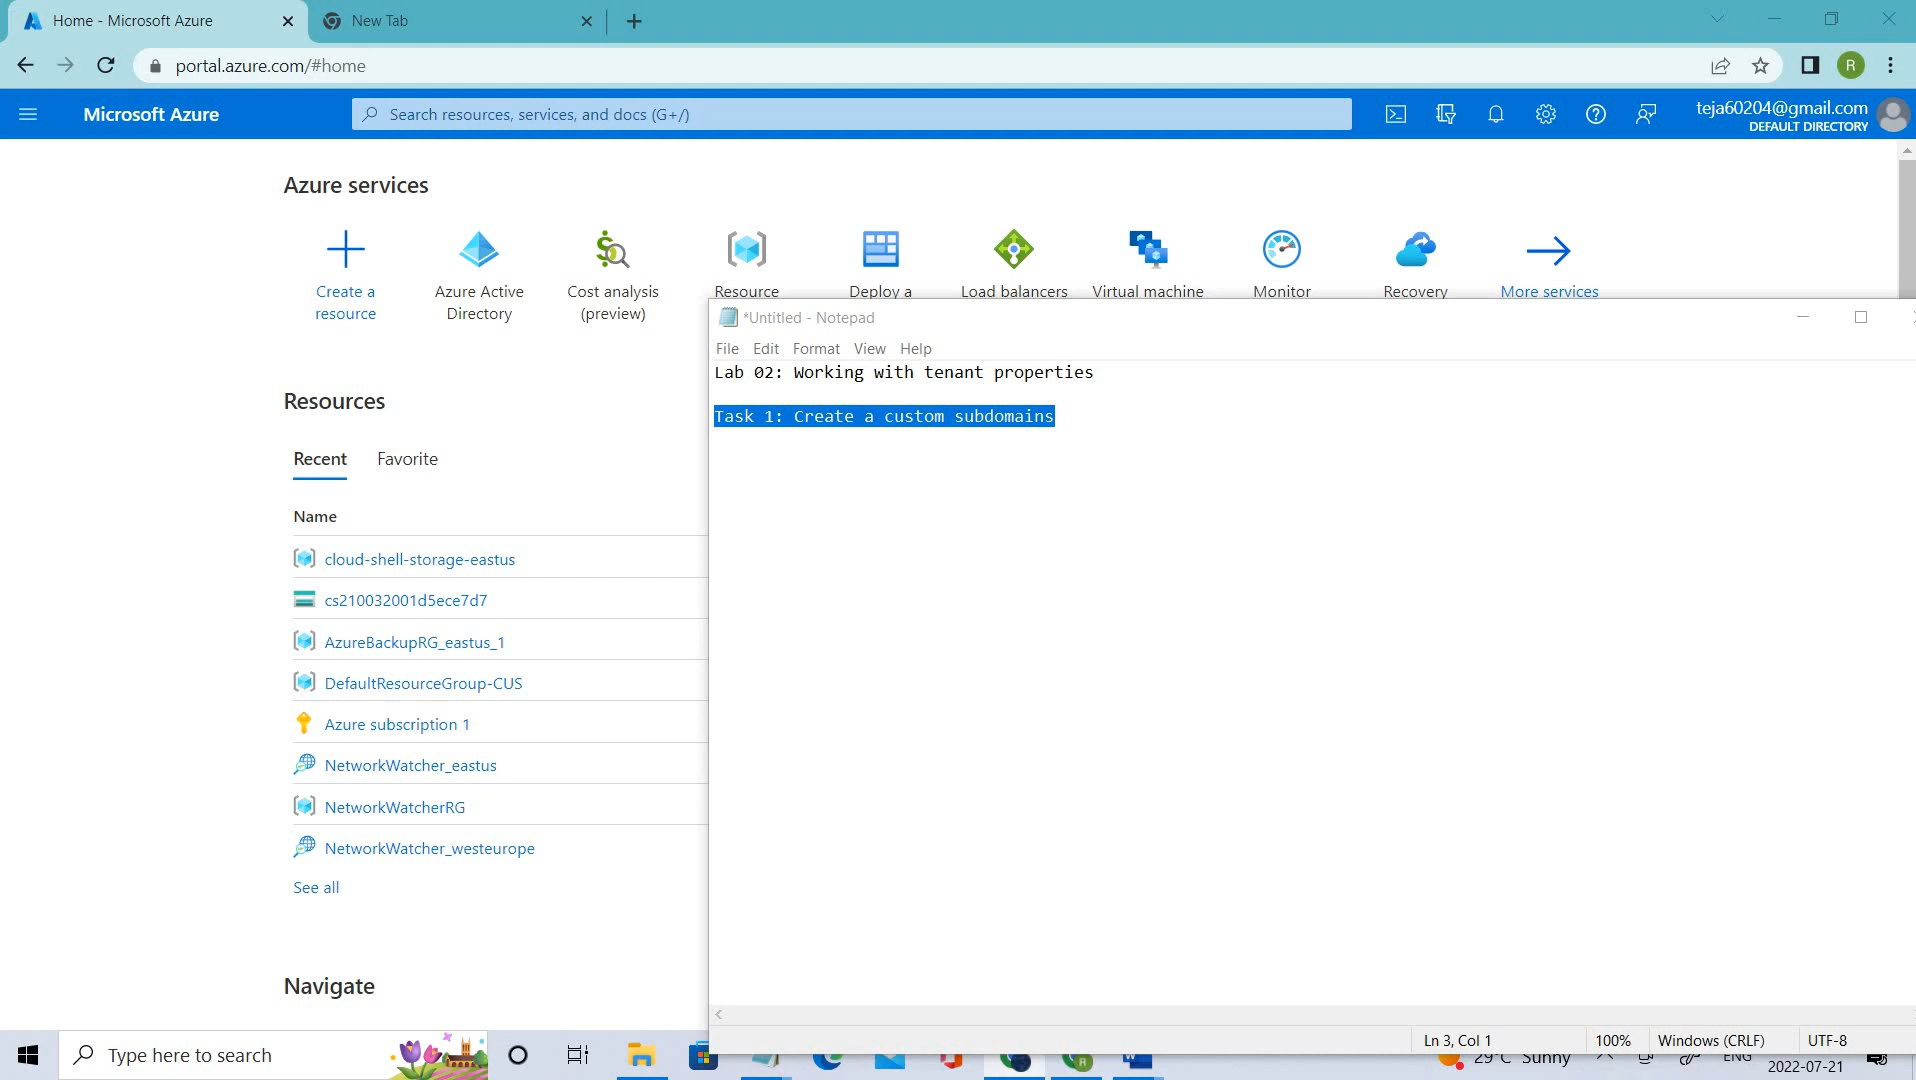 Home - Microsoft Azure
New Tab
portal.azure.com/#home
R
Microsoft Azure
Search resources, services, and docs (G+/)
teja60204@gmail.com
DEFAULT DIRECTORY
Azure services
Create a resource
Azure Active Directory
Cost analysis (preview)
Resource
Deploy a
Load balancers
Virtual machine
Monitor
Recovery
More services
*Untitled - Notepad
File Edit Format View Help
Lab 02: Working with tenant properties
Task 1: Create a custom subdomains
Resources
Recent
Favorite
Name
cloud-shell-storage-eastus
cs210032001d5ece7d7
AzureBackupRG_eastus_1
DefaultResourceGroup-CUS
Azure subscription 1
NetworkWatcher_eastus
NetworkWatcherRG
NetworkWatcher_westeurope
See all
Navigate
Ln 3, Col 1
100%
Windows (CRLF)
UTF-8
Type here to search
29°C Sunny
ENG
2022-07-21